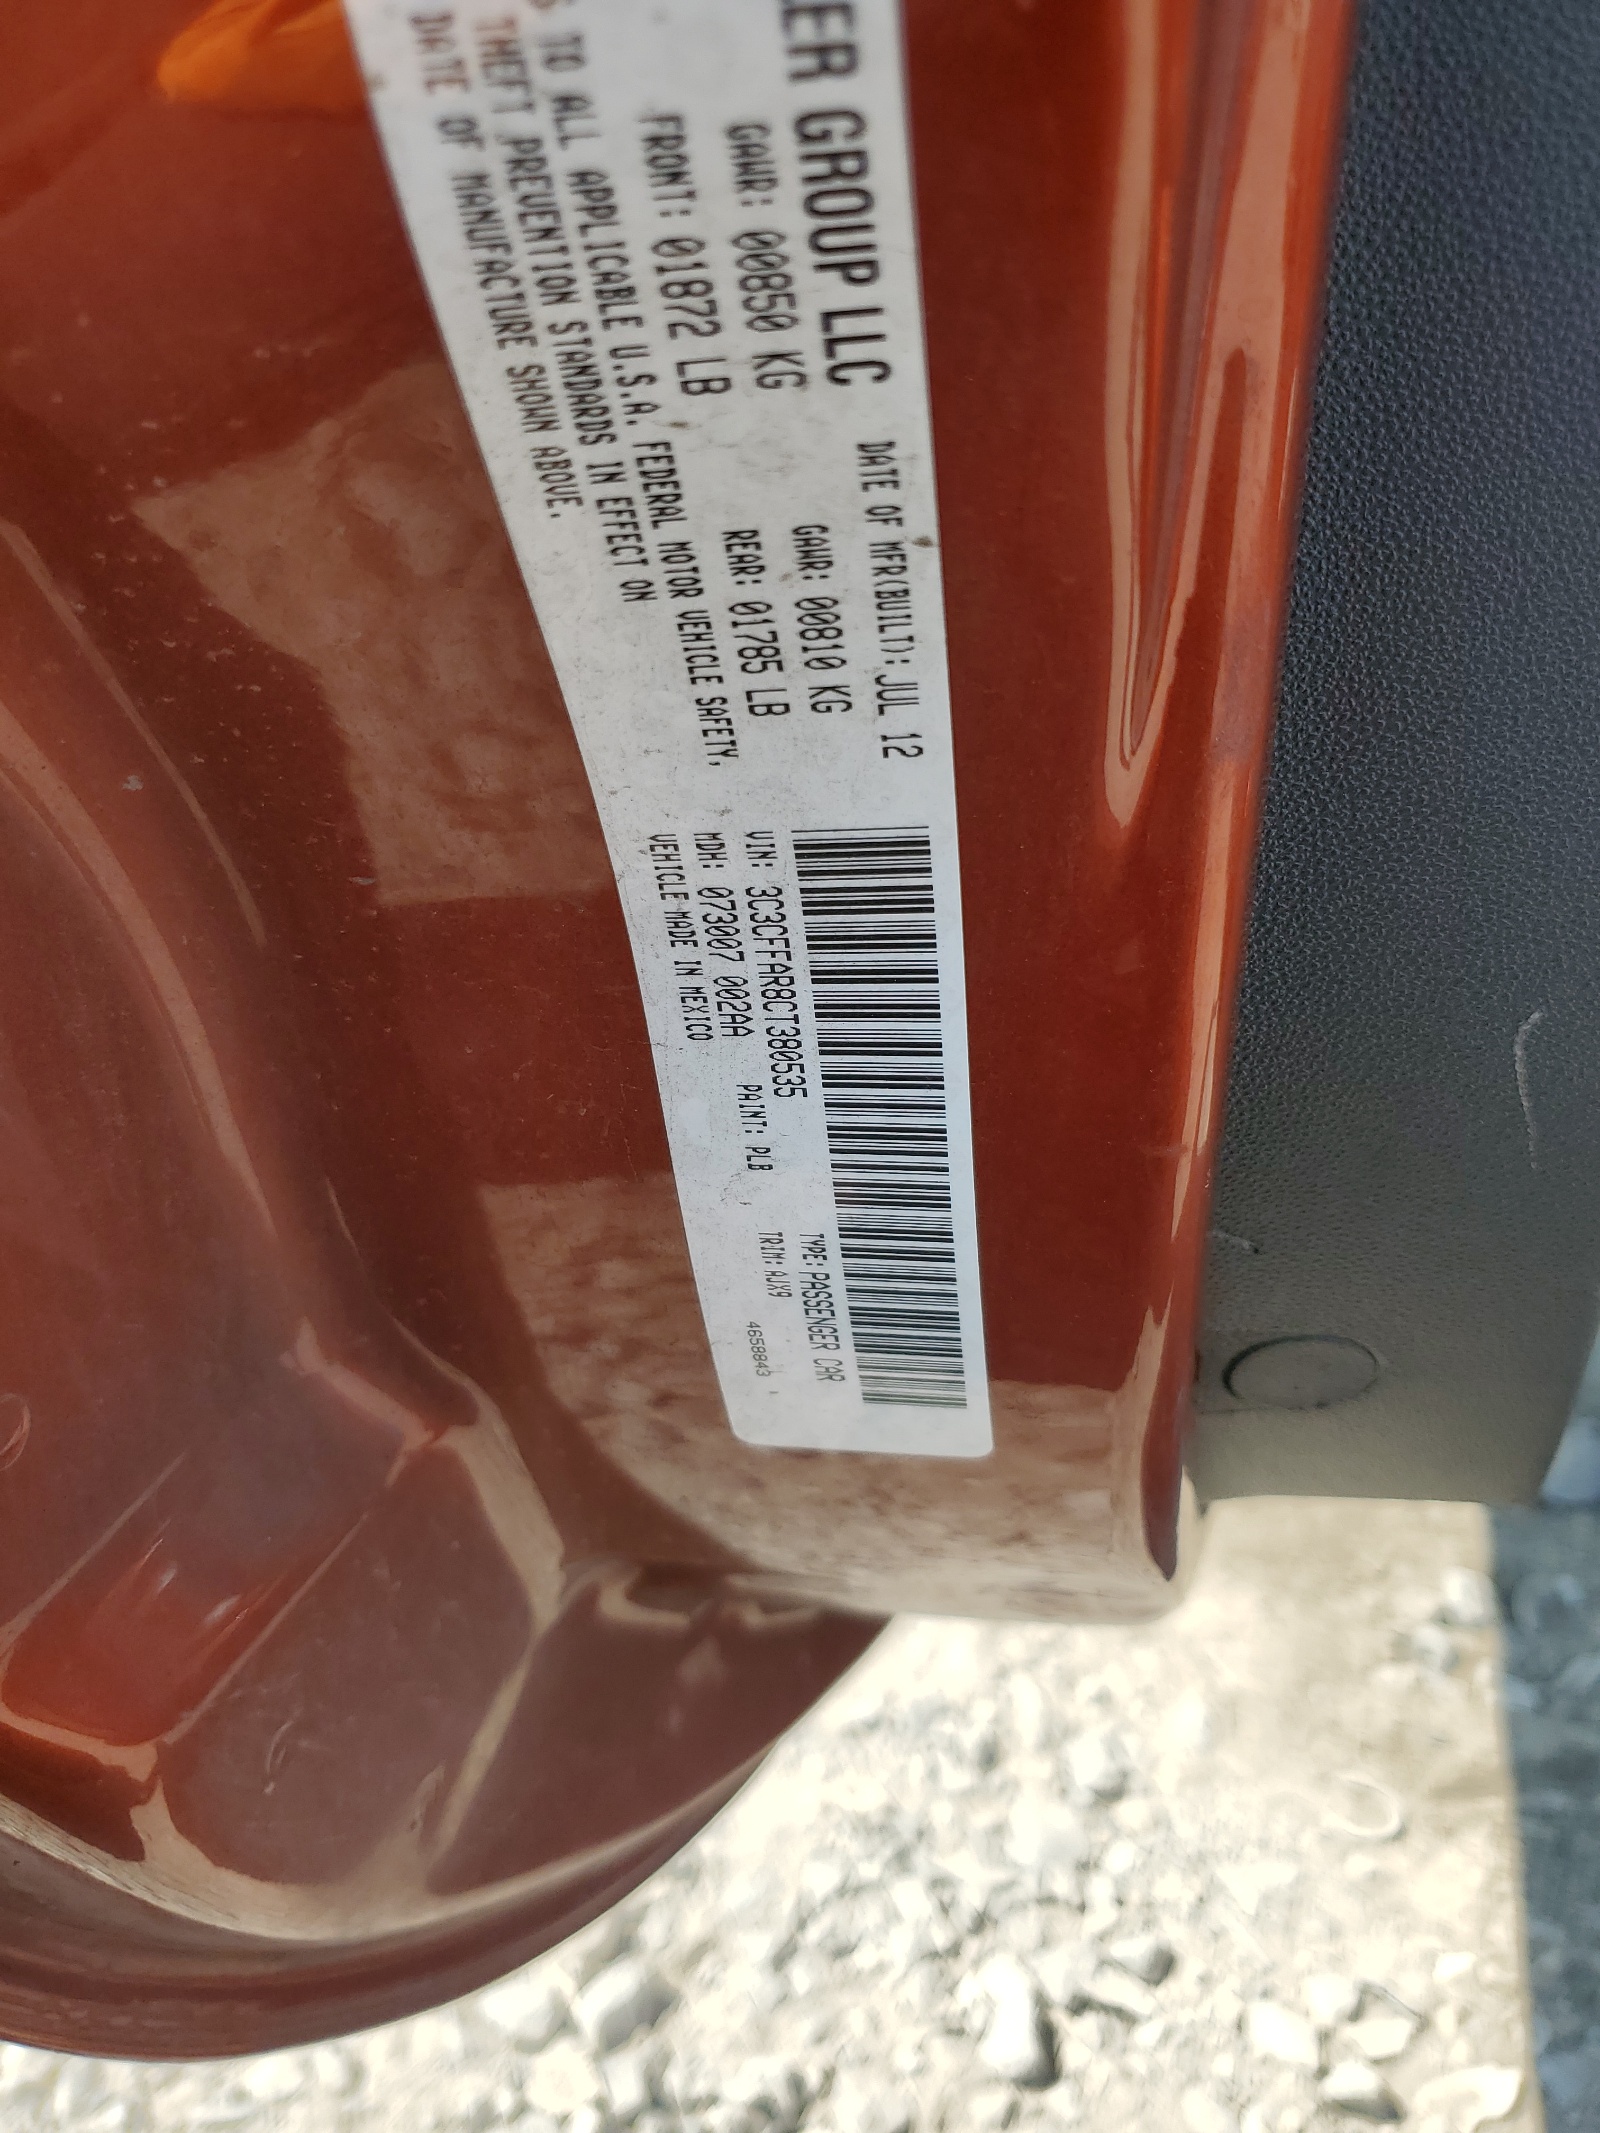 LER GROUP LLC
DATE OF MFR(BUILT): JUL 12
GAWR: 00850 KG
GAWR: 00810 KG
FRONT: 01872 LB
REAR: 01785 LB
TO ALL APPLICABLE U.S.A. FEDERAL MOTOR VEHICLE SAFETY,
THEFT PREVENTION STANDARDS IN EFFECT ON
DATE OF MANUFACTURE SHOWN ABOVE.
VIN: 3C3CFFAR8CT380535
TYPE: PASSENGER CAR
MDH: 073007 002AA
PAINT: PLB
TRIM: AJX9
VEHICLE MADE IN MEXICO
4658843